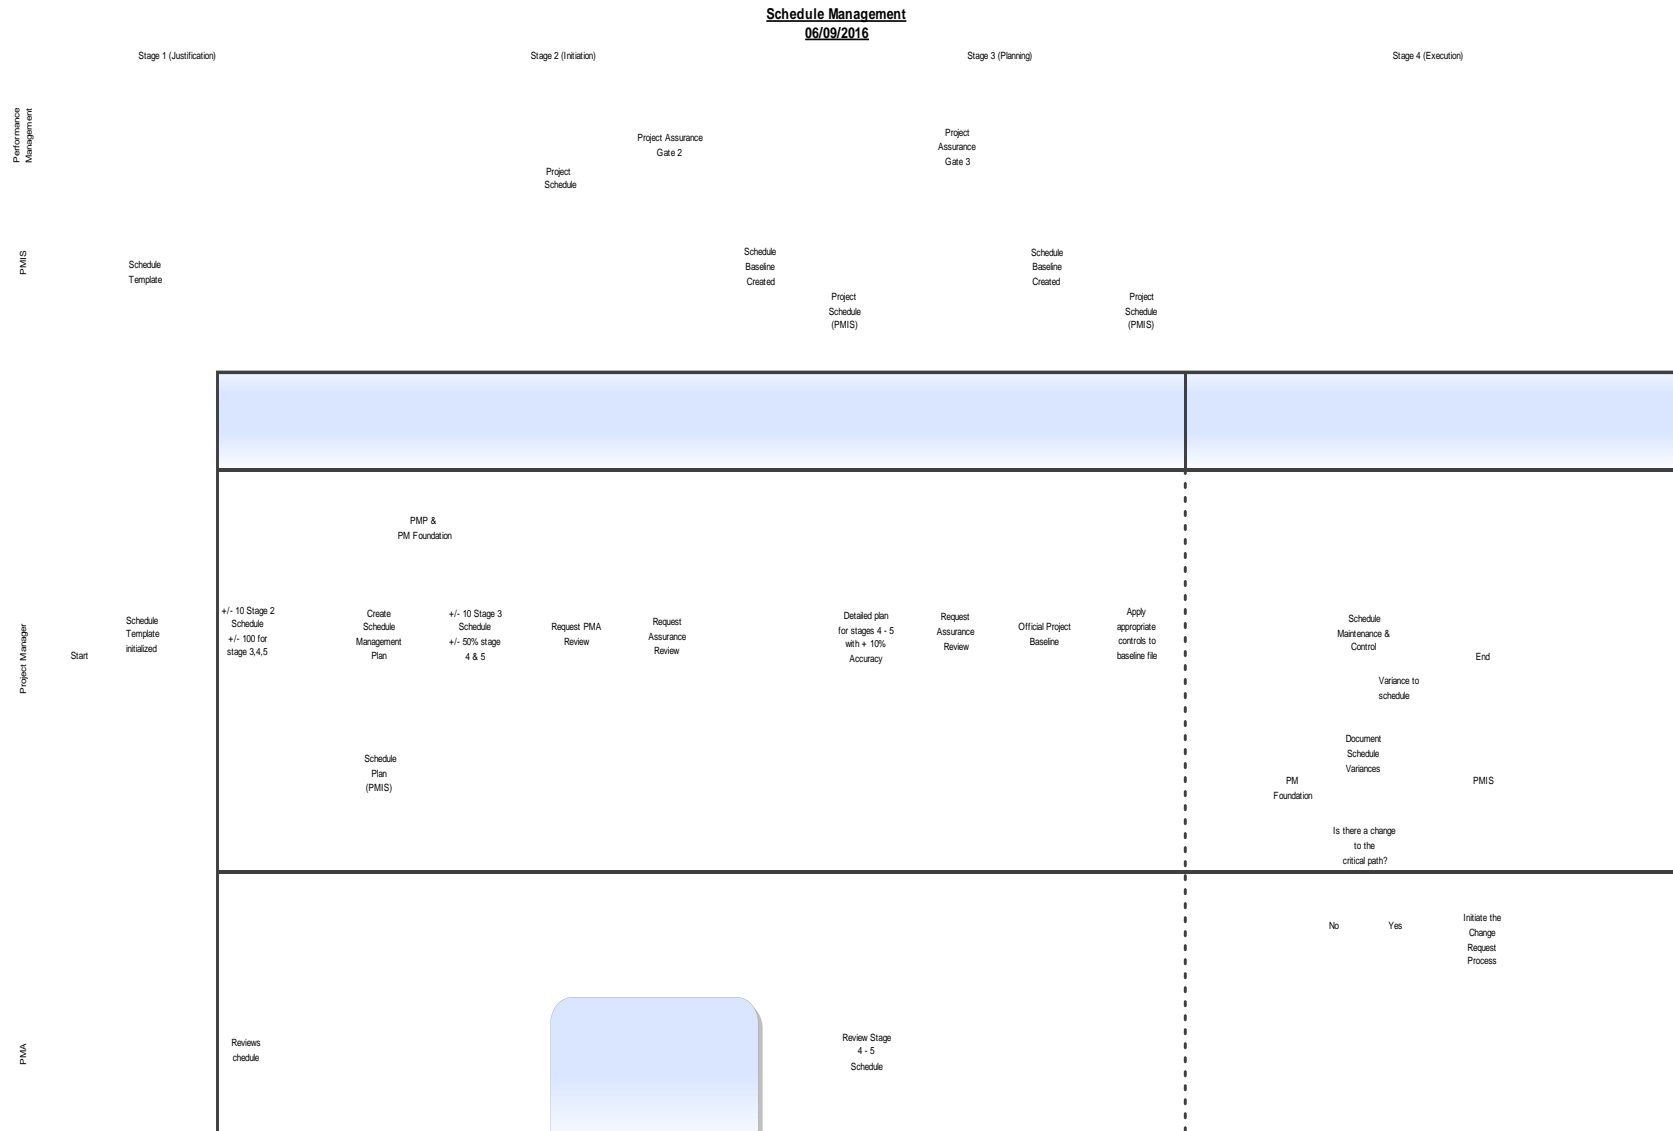 Schedule Management
06/09/2016
Stage 1 (Justification)
Stage 2 (Initiation)
Stage 3 (Planning)
Stage 4 (Execution)
Performance
Management
Project Assurance
Gate 2
Project
Assurance
Gate 3
Project
Schedule
PMIS
Schedule
Template
Schedule
Baseline
Created
Project
Schedule
(PMIS)
Schedule
Baseline
Created
Project
Schedule
(PMIS)
Project Manager
PMP &
PM Foundation
Start
Schedule
Template
initialized
+/- 10 Stage 2
Schedule
+/- 100 for
stage 3,4,5
Create
Schedule
Management
Plan
+/- 10 Stage 3
Schedule
+/- 50% stage
4 & 5
Request PMA
Review
Request
Assurance
Review
Detailed plan
for stages 4 - 5
with + 10%
Accuracy
Request
Assurance
Review
Official Project
Baseline
Apply
appropriate
controls to
baseline file
Schedule
Maintenance &
Control
End
Variance to
schedule
Schedule
Plan
(PMIS)
Document
Schedule
Variances
PM
Foundation
PMIS
Is there a change
to the
critical path?
No
Yes
Initiate the
Change
Request
Process
PMA
Reviews
chedule
Review Stage
4 - 5
Schedule